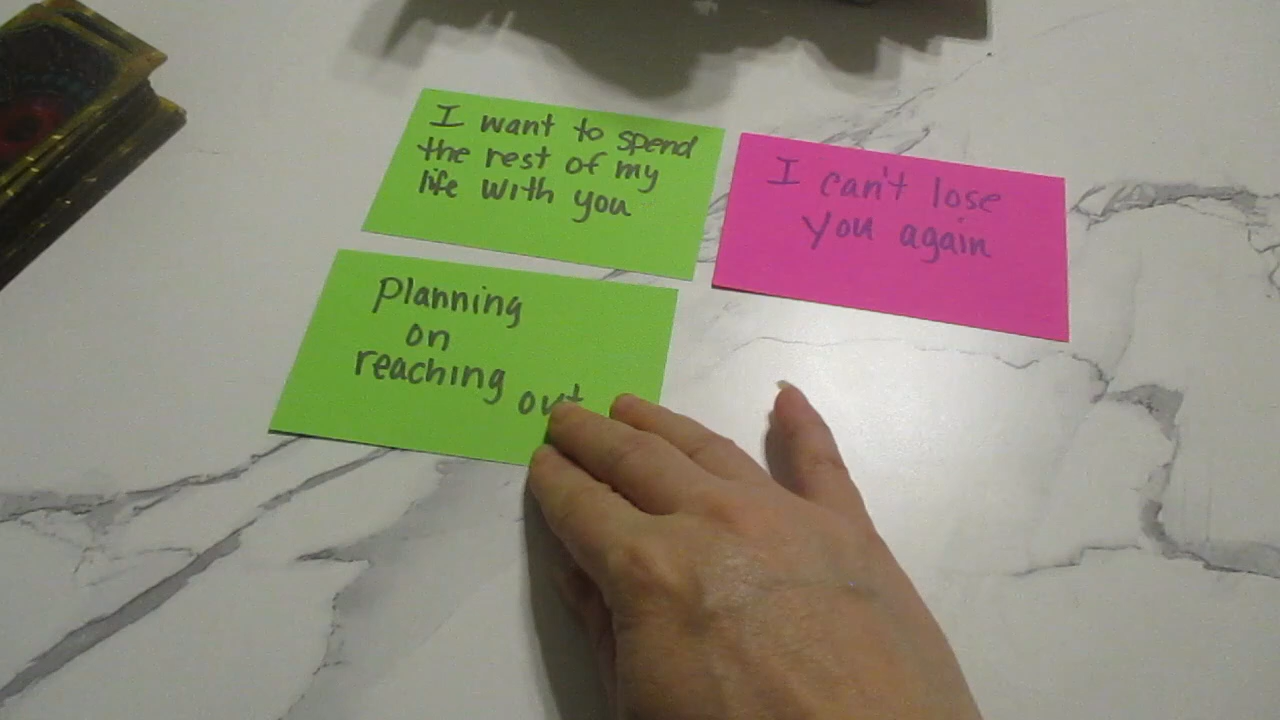 I want to spend
the rest of my
life with you
I can't lose
you again
Planning
on
reaching out